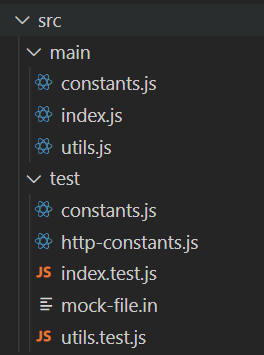 src
main
constants.js
index.js
utils.js
test
constants.js
http-constants.js
JS index.test.js
mock-file.in
JS utils.test.js